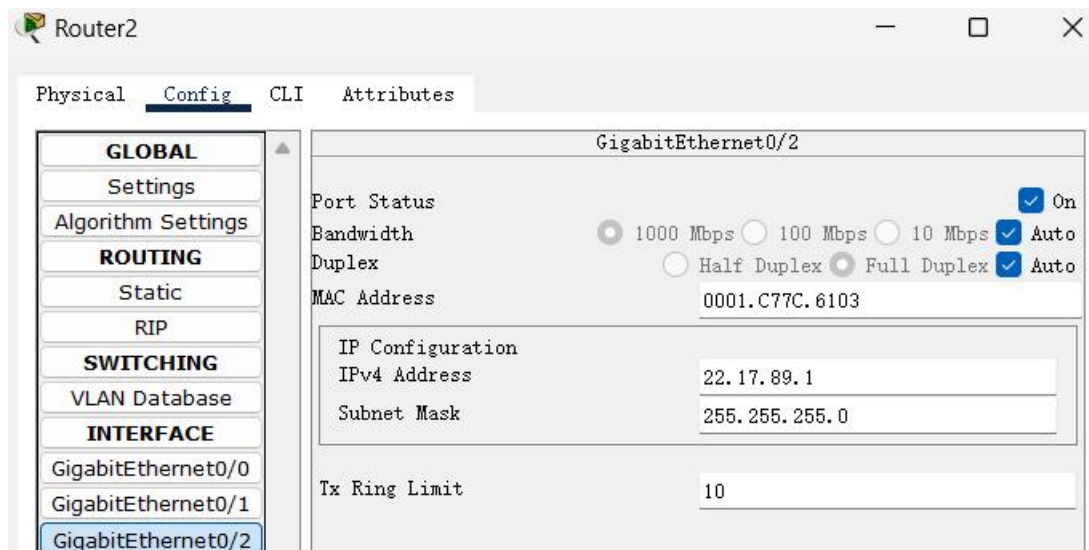 Router2
Physical Config CLI Attributes
GLOBAL
Settings
Algorithm Settings
ROUTING
Static
RIP
SWITCHING
VLAN Database
INTERFACE
GigabitEthernet0/0
GigabitEthernet0/1
GigabitEthernet0/2
GigabitEthernet0/2
Port Status On
Bandwidth 1000 Mbps 100 Mbps 10 Mbps Auto
Duplex Half Duplex Full Duplex Auto
MAC Address 0001.C77C.6103
IP Configuration
IPv4 Address 22.17.89.1
Subnet Mask 255.255.255.0
Tx Ring Limit 10